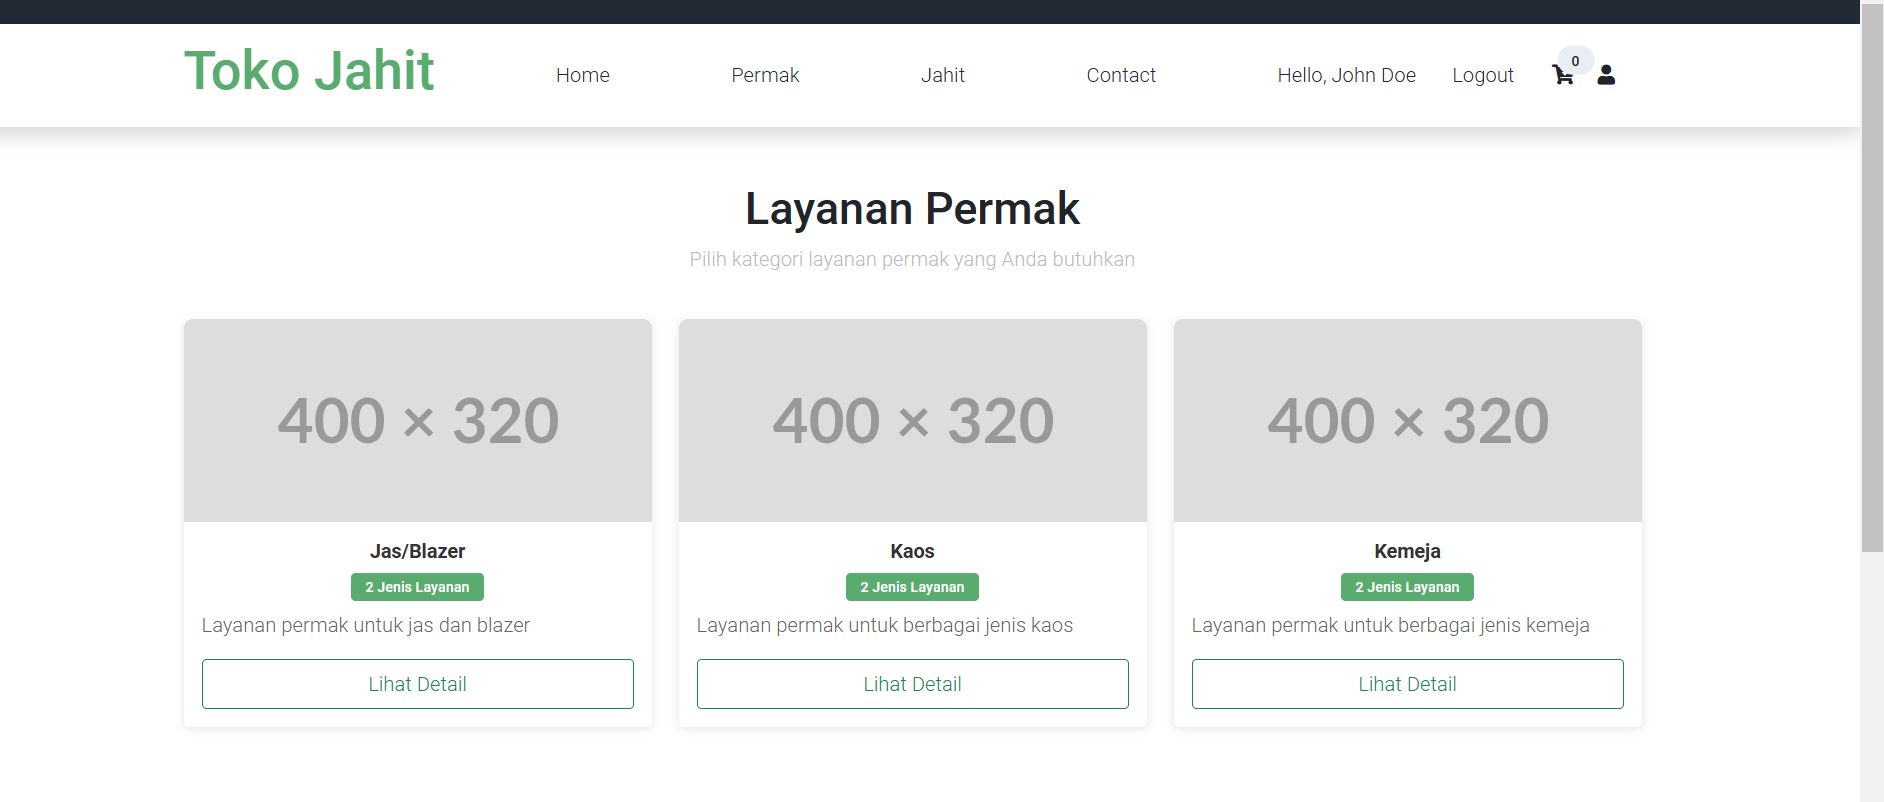 Toko Jahit Home Permak Jahit Contact Hello, John Doe Logout 0
Layanan Permak
Pilih kategori layanan permak yang Anda butuhkan
400 × 320 400 × 320 400 × 320
Jas/Blazer Kaos Kemeja
2 Jenis Layanan 2 Jenis Layanan 2 Jenis Layanan
Layanan permak untuk jas dan blazer Layanan permak untuk berbagai jenis kaos Layanan permak untuk berbagai jenis kemeja
Lihat Detail Lihat Detail Lihat Detail